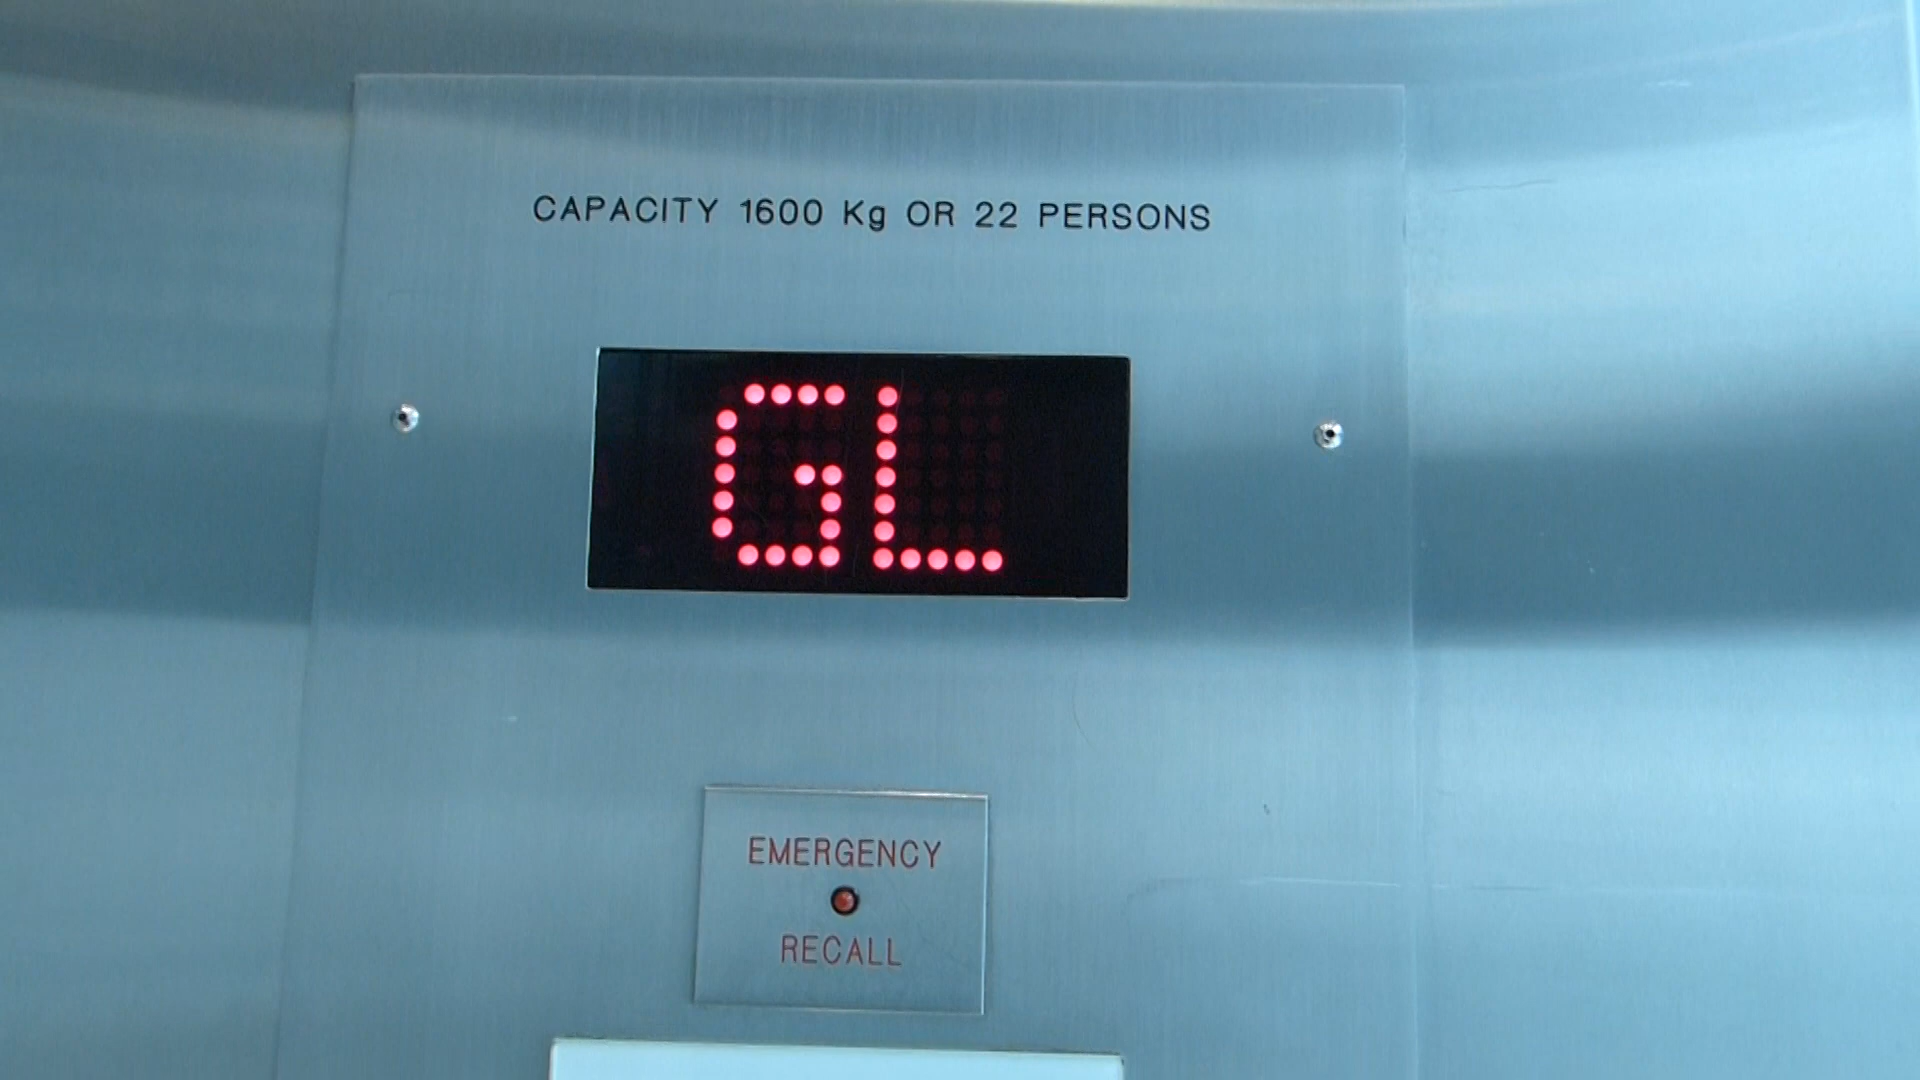 CAPACITY 1600 Kg OR 22 PERSONS
GL
EMERGENCY
RECALL